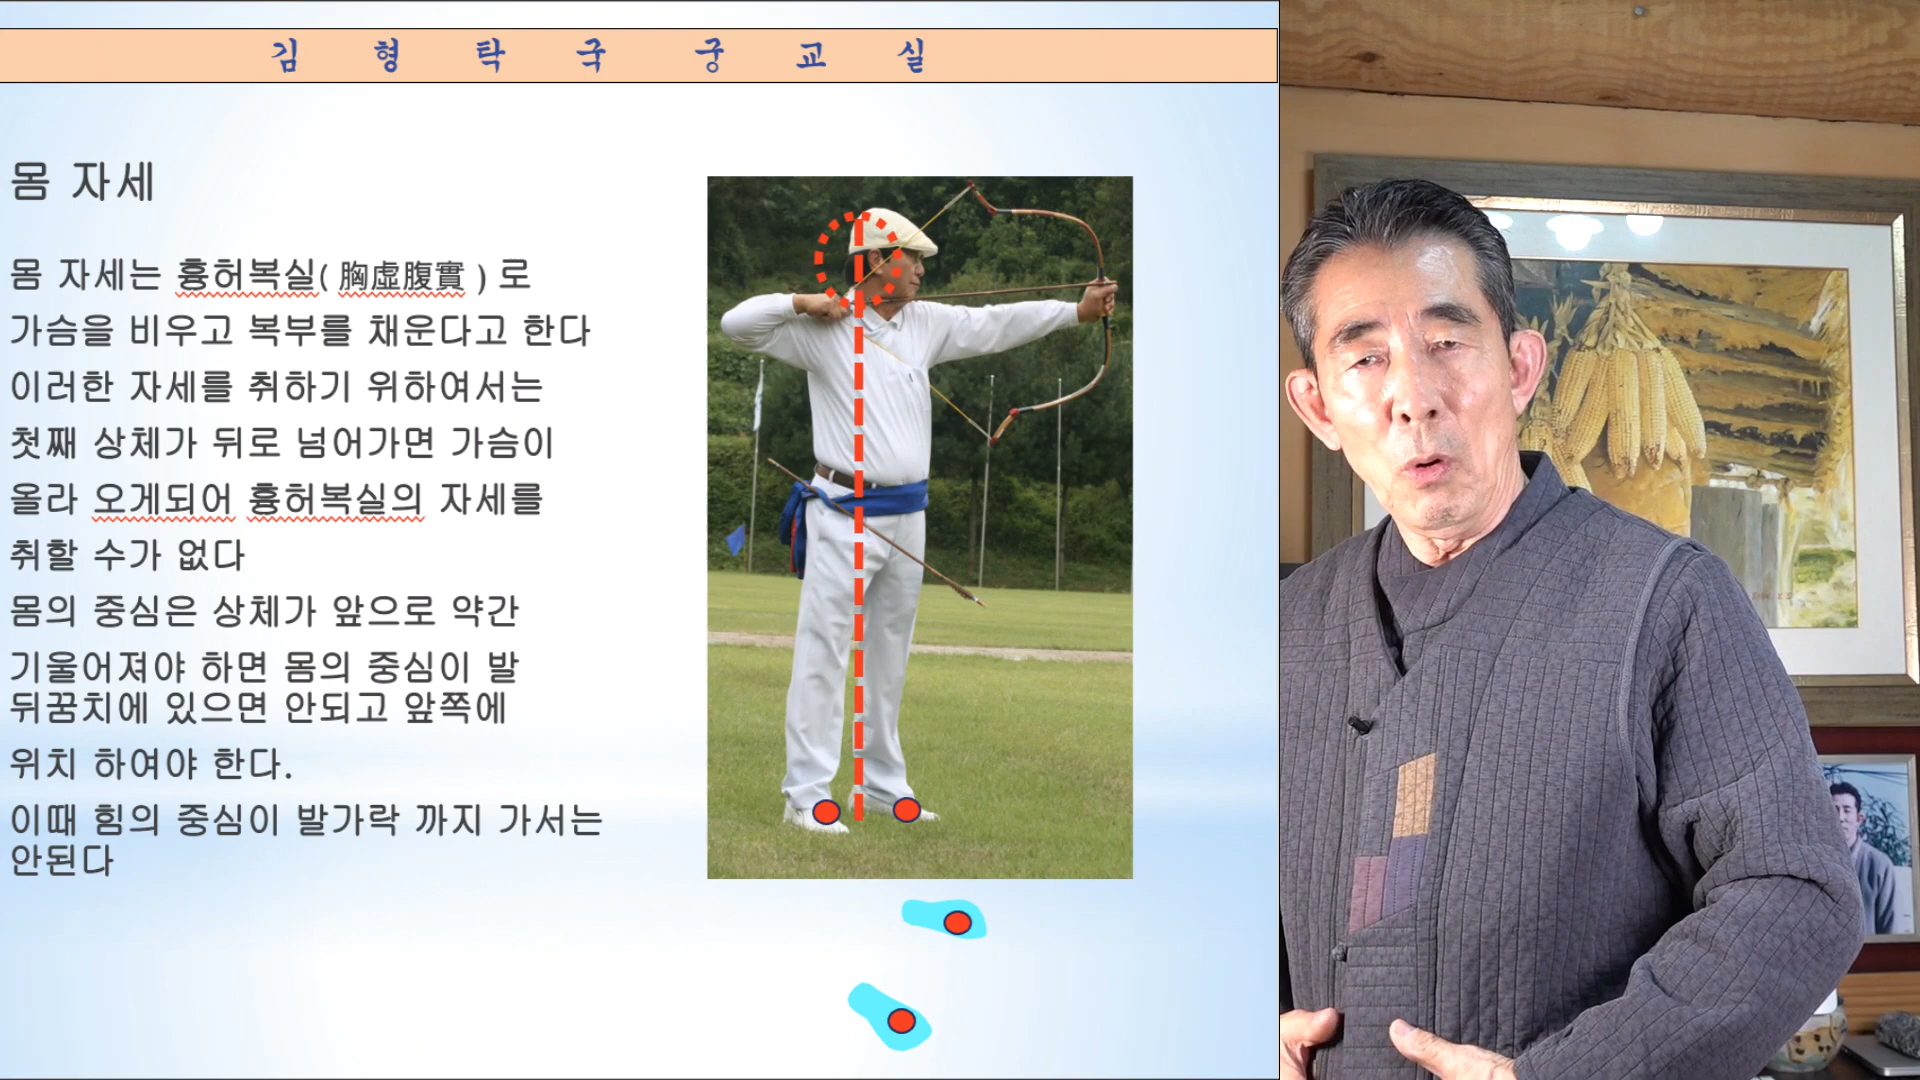 김 형 탁 국 궁 교 실
몸 자세
몸 자세는 흉허복실( 胸虛腹實 ) 로
가슴을 비우고 복부를 채운다고 한다
이러한 자세를 취하기 위하여서는
첫째 상체가 뒤로 넘어가면 가슴이
올라 오게되어 흉허복실의 자세를
취할 수가 없다
몸의 중심은 상체가 앞으로 약간
기울어져야 하면 몸의 중심이 발
뒤꿈치에 있으면 안되고 앞쪽에
위치 하여야 한다.
이때 힘의 중심이 발가락 까지 가서는
안된다